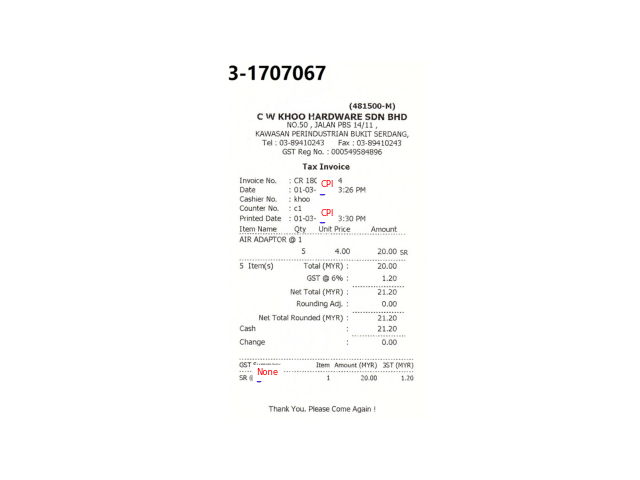 3-1707067
(481500-M)
C W KHOO HARDWARE SDN BHD
NO.50 , JALAN PBS 14/11 ,
KAWASAN PERINDUSTRIAN BUKIT SERDANG,
Tel : 03-89410243 Fax : 03-89410243
GST Reg No. : 000549584896
Tax Invoice
Invoice No. : CR 180 CPI 4
Date : 01-03- 3:26 PM
Cashier No. : khoo
Counter No. : c1 CPI
Printed Date : 01-03- 3:30 PM
Item Name Qty Unit Price Amount
AIR ADAPTOR @ 1
5 4.00 20.00 SR
5 Item(s) Total (MYR) : 20.00
GST @ 6% : 1.20
Net Total (MYR) : 21.20
Rounding Adj. : 0.00
Net Total Rounded (MYR) : 21.20
Cash : 21.20
Change : 0.00
GST Item Amount (MYR) GST (MYR)
None
SR 1 20.00 1.20
Thank You. Please Come Again !